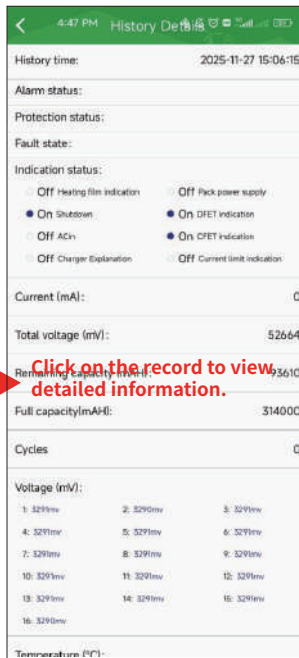 4:47 PM History Details
History time: 2025-11-27 15:06:15
Alarm status:
Protection status:
Fault state:
Indication status:
Off Heating film indication Off Pack power supply
On Shutdown On DFET indication
Off ACin On CFET indication
Off Charger Explanation Off Current limit indication
Current (mA): 0
Total voltage (mV): 52664
Click on the record to view
Remaining capacity 93610
detailed information.
Full capacity(mAH): 314000
Cycles 0
Voltage (mV):
1: 3291mv 2: 3290mv 3: 3291mv
4: 3291mv 5: 3291mv 6: 3291mv
7: 3291mv 8: 3291mv 9: 3291mv
10: 3291mv 11: 3291mv 12: 3291mv
13: 3291mv 14: 3291mv 15: 3291mv
16: 3290mv
Temperature (°C):